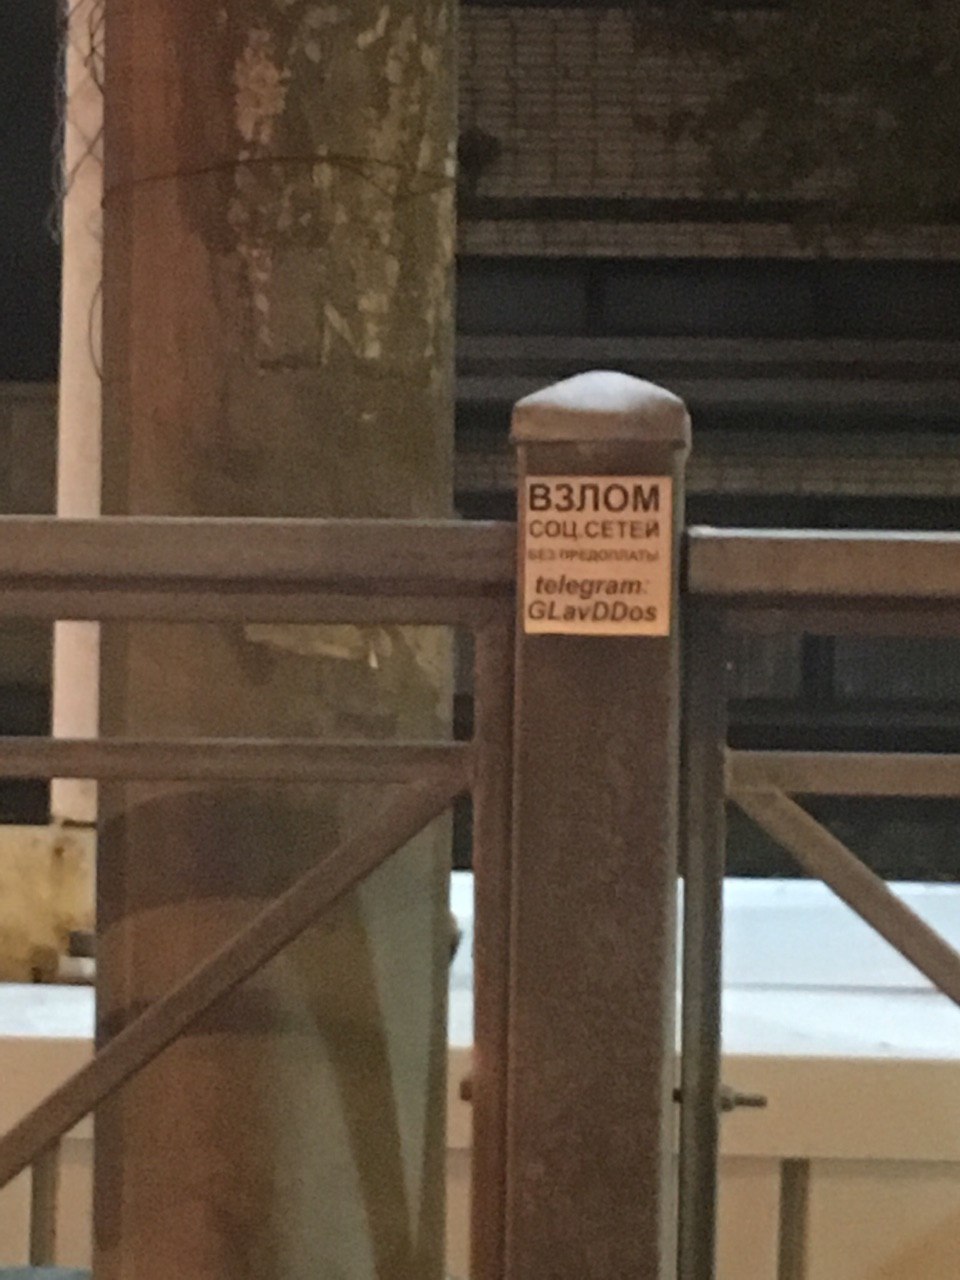 ВЗЛОМ
СОЦ.СЕТЕЙ
БЕЗ ПРЕДОПЛАТЫ
telegram:
GLavDDos